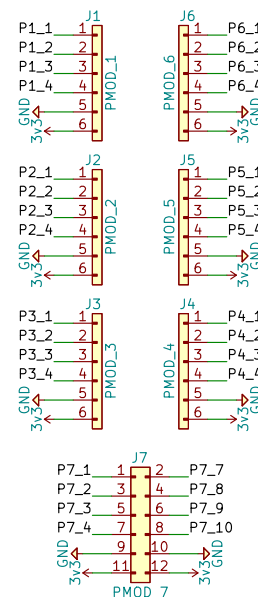 J1 J6
P1_1 1 1 P6_1
P1_2 2 2 P6_2
P1_3 3 3 P6_3
P1_4 4 4 P6_4
GND 5 PMOD_1 PMOD_6 5 GND
3v3 6 6 3v3
J2 J5
P2_1 1 1 P5_1
P2_2 2 2 P5_2
P2_3 3 3 P5_3
P2_4 4 4 P5_4
GND 5 PMOD_2 PMOD_5 5 GND
3v3 6 6 3v3
J3 J4
P3_1 1 1 P4_1
P3_2 2 2 P4_2
P3_3 3 3 P4_3
P3_4 4 4 P4_4
GND 5 PMOD_3 PMOD_4 5 GND
3v3 6 6 3v3
J7
P7_1 1 2 P7_7
P7_2 3 4 P7_8
P7_3 5 6 P7_9
P7_4 7 8 P7_10
GND 9 10 GND
3v3 11 12 3v3
PMOD_7